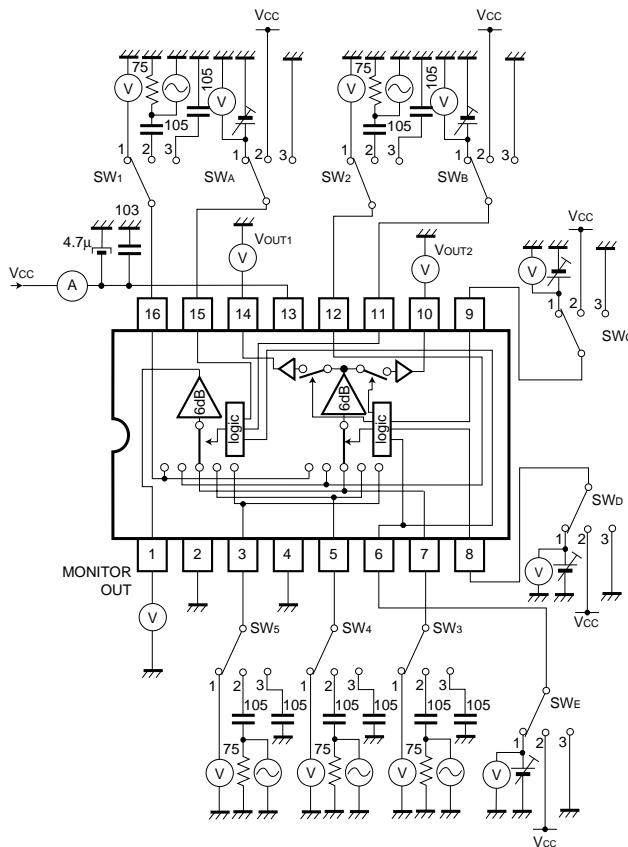 Vcc Vcc
75 105 75 105
V V V V
105 105
1 2 3 1 2 3 1 2 3 1 2 3
SW1 SWA SW2 SWB
103
4.7μ VOUT1 VOUT2 Vcc
V V V
Vcc A 1 2 3
SWC
16 15 14 13 12 11 10 9
6dB logic 6dB logic
SWD
1 2 3
1 2 3 4 5 6 7 8
MONITOR
OUT
V V
Vcc
SW5 SW4 SW3
SWE
1 2 3 1 2 3 1 2 3
105 105 105 105 105 105
1 2 3
75 75 75
V V V V
Vcc